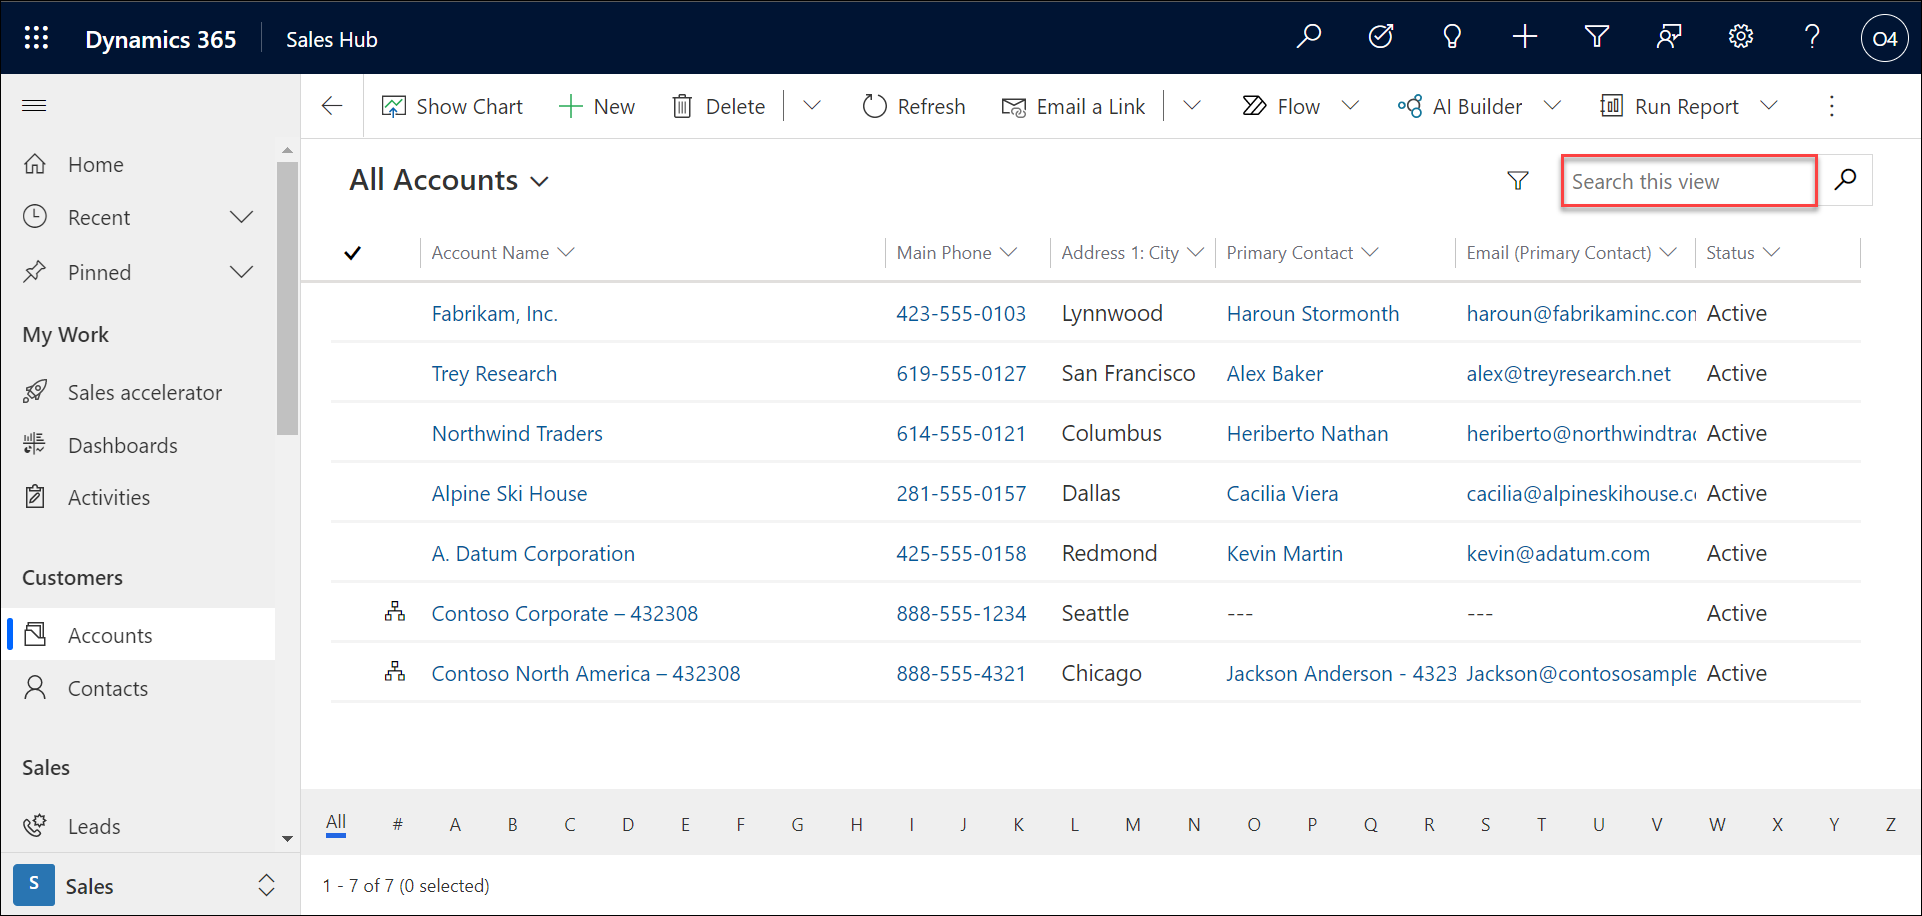 Dynamics 365 Sales Hub O4
Show Chart New Delete Refresh Email a Link Flow AI Builder Run Report
Home
Recent
Pinned
My Work
Sales accelerator
Dashboards
Activities
Customers
Accounts
Contacts
Sales
Leads
S Sales
All Accounts Search this view
Account Name Main Phone Address 1: City Primary Contact Email (Primary Contact) Status
Fabrikam, Inc. 423-555-0103 Lynnwood Haroun Stormonth haroun@fabrikaminc.con Active
Trey Research 619-555-0127 San Francisco Alex Baker alex@treyresearch.net Active
Northwind Traders 614-555-0121 Columbus Heriberto Nathan heriberto@northwindtrac Active
Alpine Ski House 281-555-0157 Dallas Cacilia Viera cacilia@alpineskihouse.c Active
A. Datum Corporation 425-555-0158 Redmond Kevin Martin kevin@adatum.com Active
Contoso Corporate – 432308 888-555-1234 Seattle --- --- Active
Contoso North America – 432308 888-555-4321 Chicago Jackson Anderson - 4323 Jackson@contososample Active
All # A B C D E F G H I J K L M N O P Q R S T U V W X Y Z
1 - 7 of 7 (0 selected)